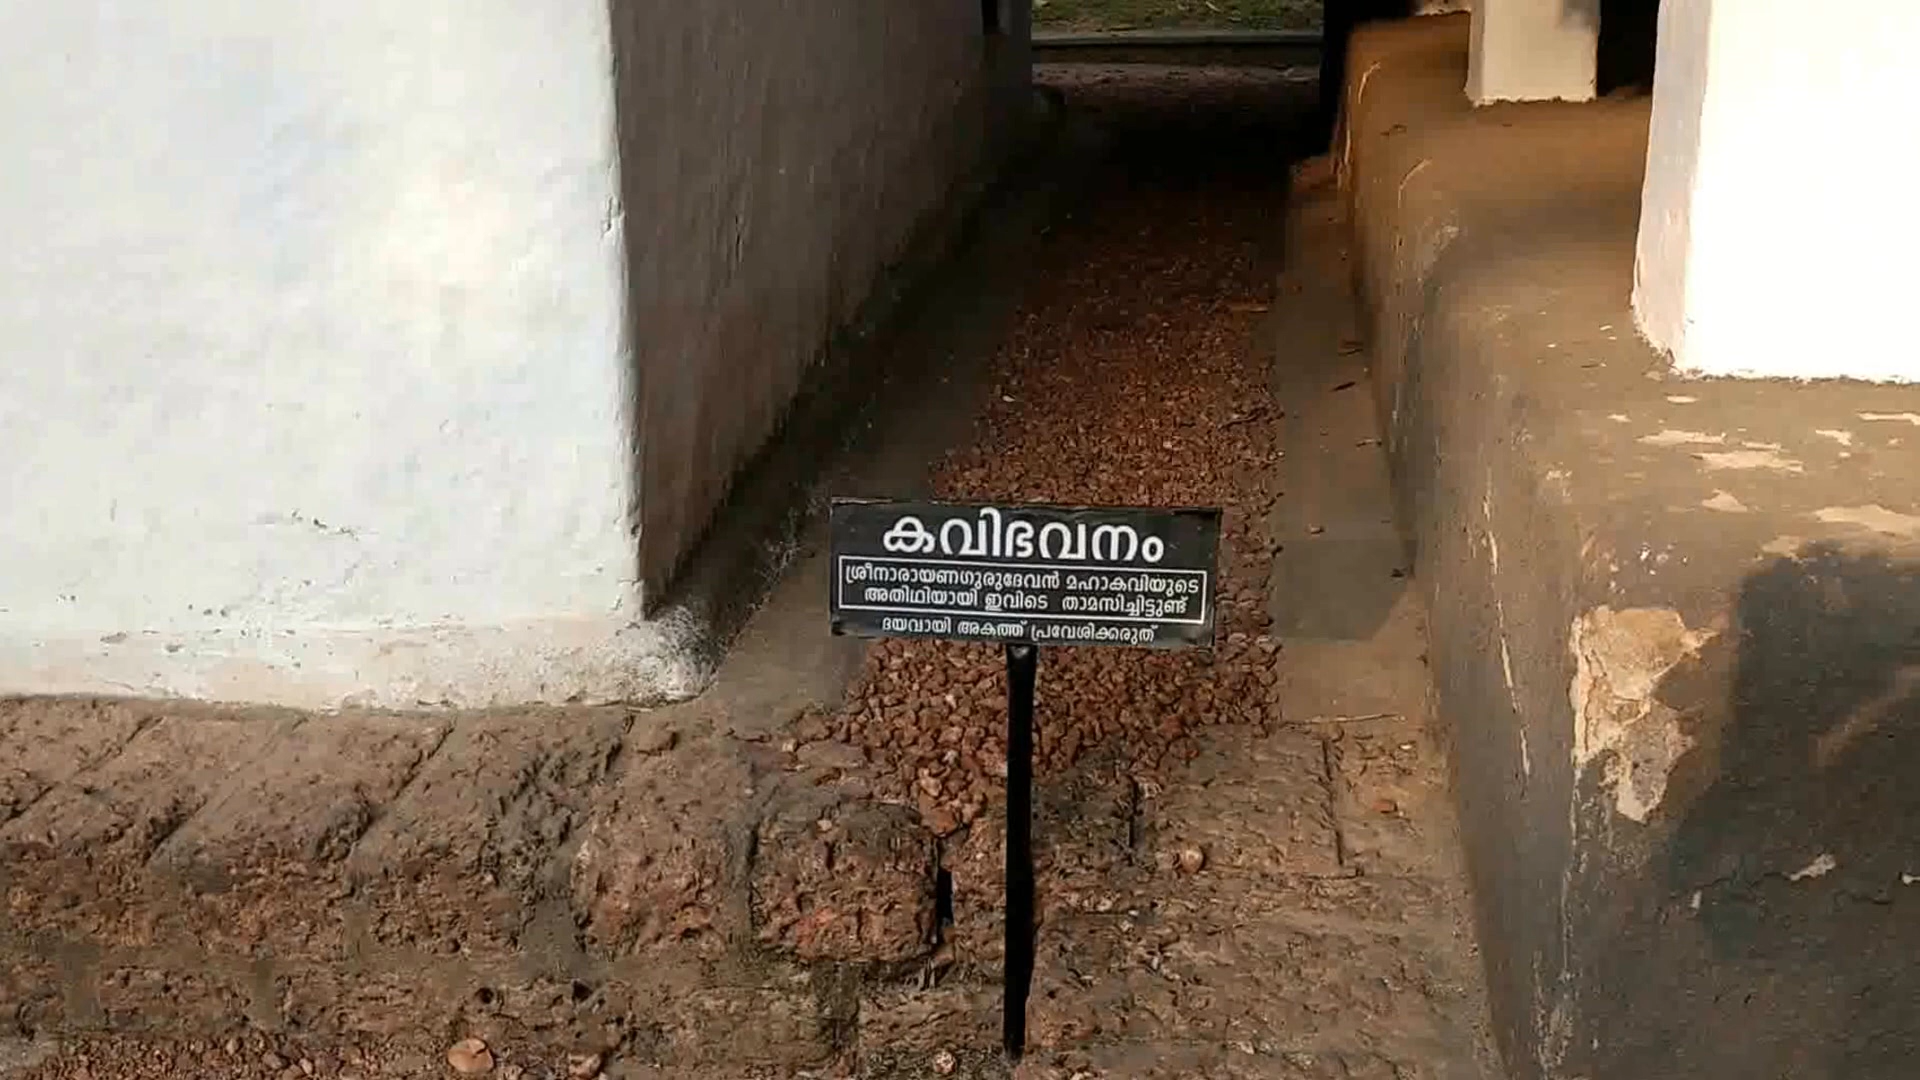 കവിഭവനം
ശ്രീനാരായണഗുരുദേവൻ മഹാകവിയുടെ
അതിഥിയായി ഇവിടെ താമസിച്ചിട്ടുണ്ട്
ദയവായി അകത്ത് പ്രവേശിക്കരുത്